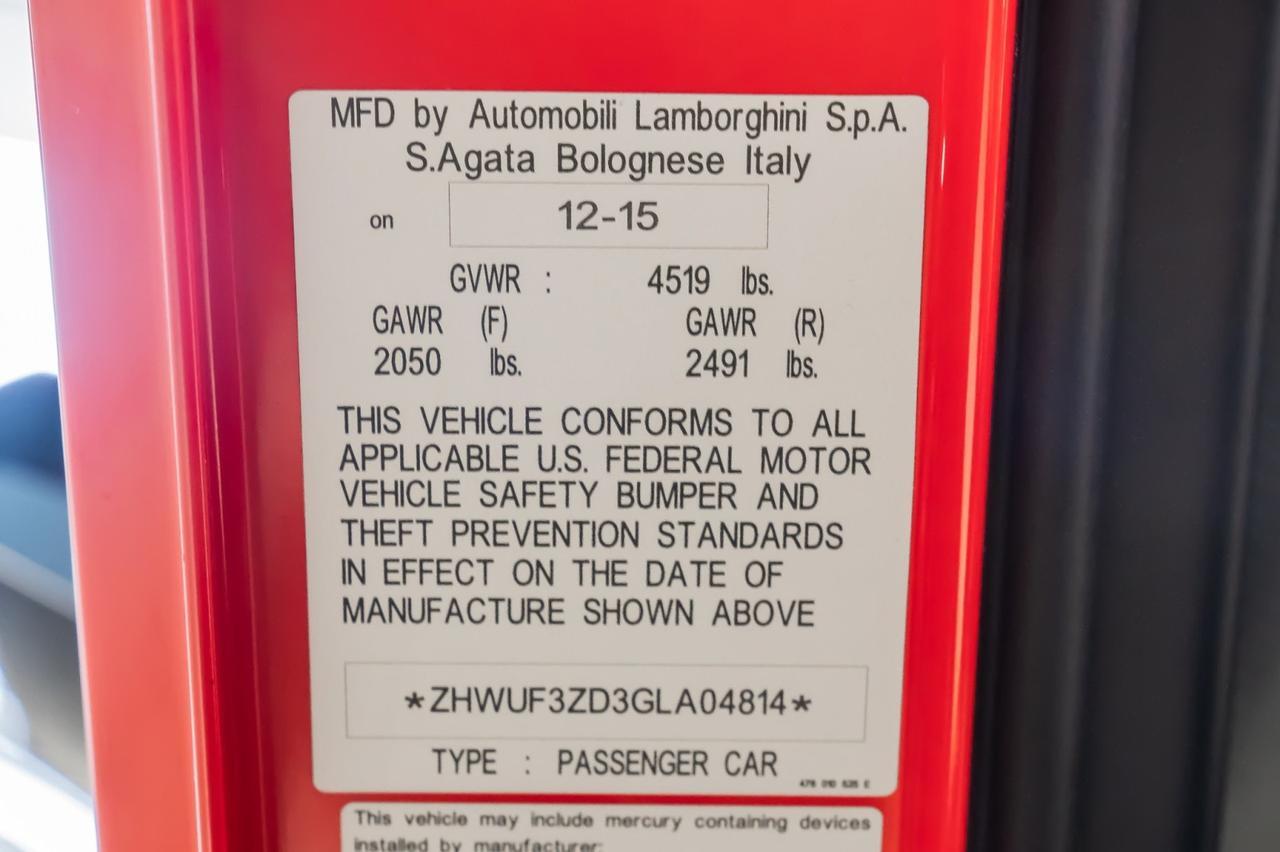 MFD by Automobili Lamborghini S.p.A.
S.Agata Bolognese Italy
on 12-15
GVWR : 4519 lbs.
GAWR (F) GAWR (R)
2050 lbs. 2491 lbs.
THIS VEHICLE CONFORMS TO ALL
APPLICABLE U.S. FEDERAL MOTOR
VEHICLE SAFETY BUMPER AND
THEFT PREVENTION STANDARDS
IN EFFECT ON THE DATE OF
MANUFACTURE SHOWN ABOVE
*ZHWUF3ZD3GLA04814*
TYPE : PASSENGER CAR
This vehicle may include mercury containing devices
installed by manufacturer: